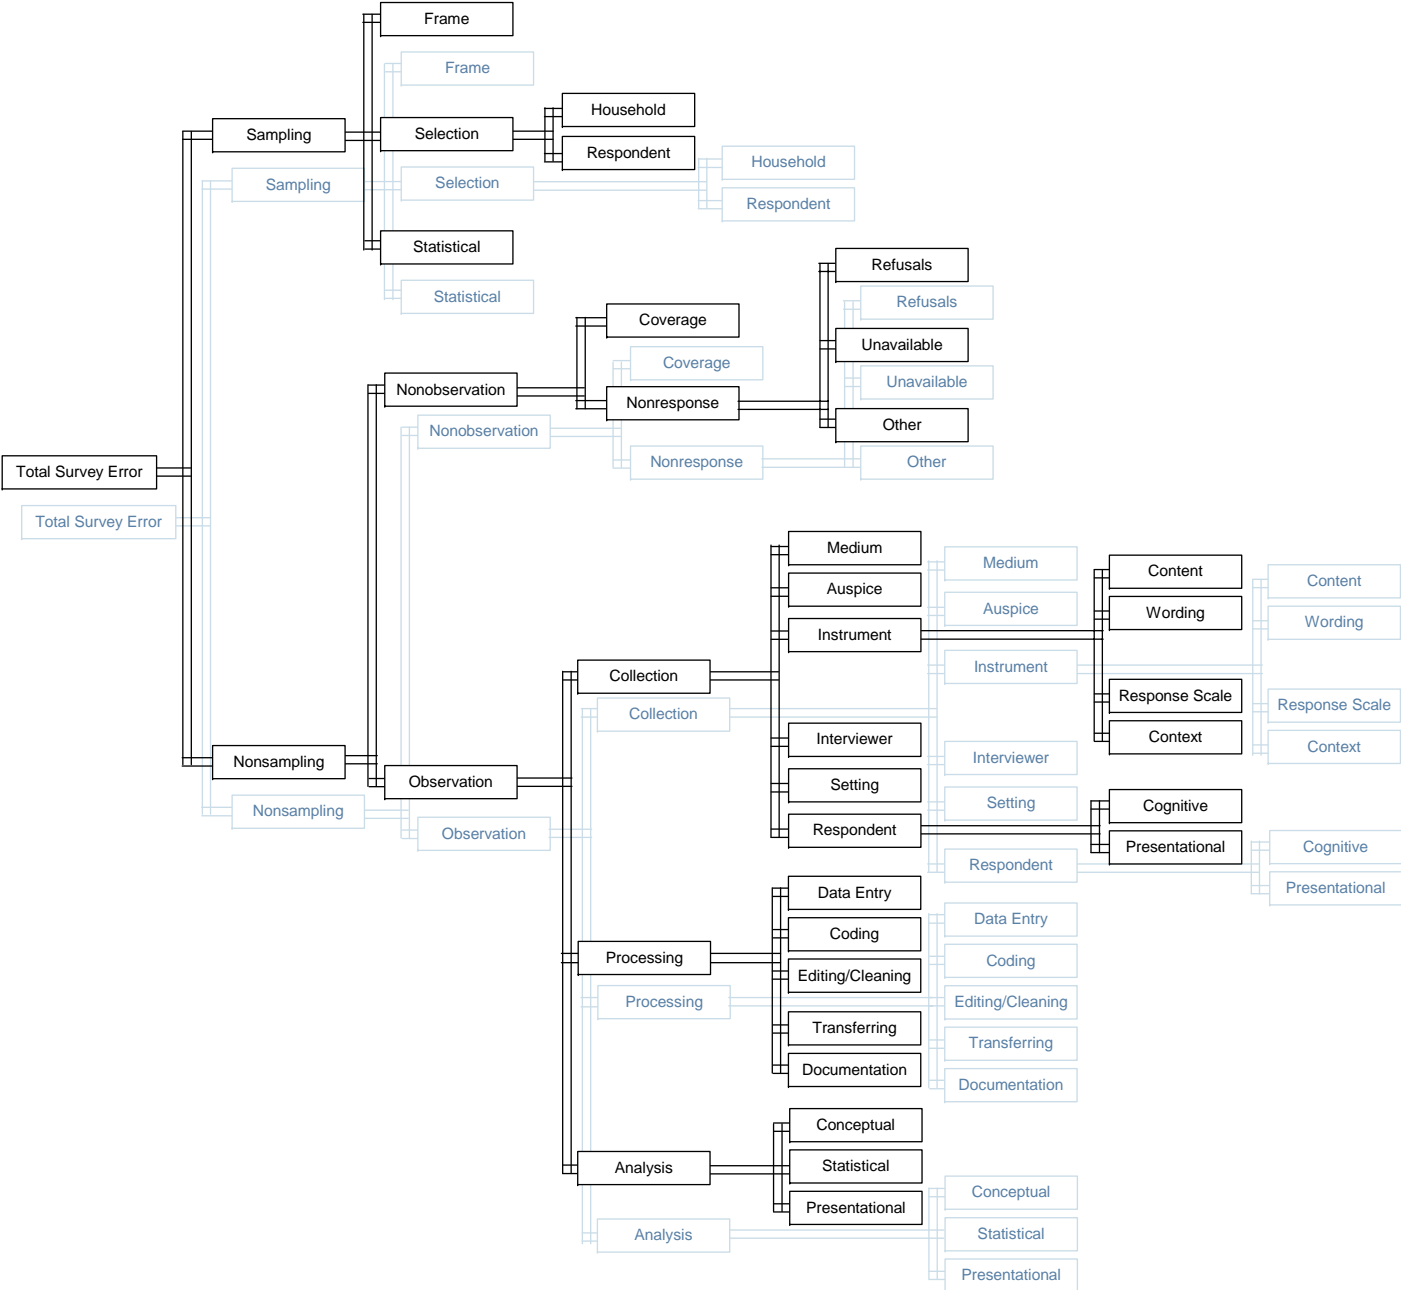 Frame
Frame
Household
Sampling
Selection
Respondent
Household
Sampling
Selection
Respondent
Statistical
Refusals
Statistical
Refusals
Coverage
Unavailable
Coverage
Unavailable
Nonobservation
Nonresponse
Other
Nonobservation
Nonresponse
Other
Total Survey Error
Total Survey Error
Medium
Medium
Content
Content
Auspice
Auspice
Wording
Wording
Instrument
Instrument
Collection
Response Scale
Response Scale
Collection
Interviewer
Context
Context
Nonsampling
Interviewer
Observation
Setting
Setting
Cognitive
Nonsampling
Observation
Respondent
Presentational
Cognitive
Respondent
Presentational
Data Entry
Data Entry
Coding
Processing
Coding
Editing/Cleaning
Processing
Editing/Cleaning
Transferring
Transferring
Documentation
Documentation
Conceptual
Analysis
Statistical
Conceptual
Presentational
Analysis
Statistical
Presentational